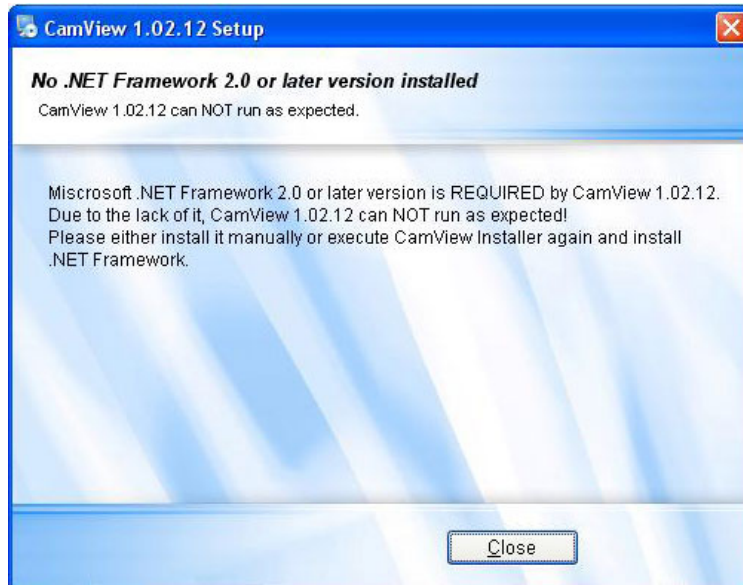 CamView 1.02.12 Setup
No .NET Framework 2.0 or later version installed
CamView 1.02.12 can NOT run as expected.
Miscrosoft .NET Framework 2.0 or later version is REQUIRED by CamView 1.02.12.
Due to the lack of it, CamView 1.02.12 can NOT run as expected!
Please either install it manually or execute CamView Installer again and install
.NET Framework.
Close